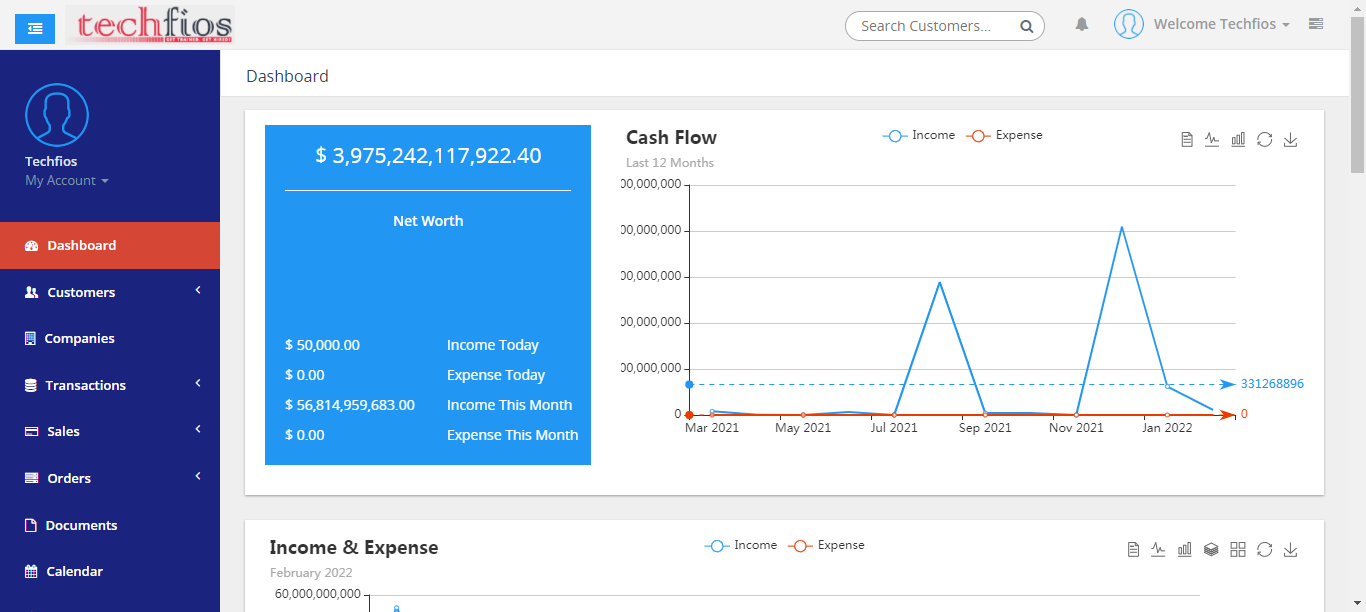 techfios
GET TRAINED. GET HIRED!
Search Customers...
Welcome Techfios
Techfios
My Account
Dashboard
Customers
Companies
Transactions
Sales
Orders
Documents
Calendar
Dashboard
$ 3,975,242,117,922.40
Net Worth
$ 50,000.00 Income Today
$ 0.00 Expense Today
$ 56,814,959,683.00 Income This Month
$ 0.00 Expense This Month
Cash Flow
Last 12 Months
Income Expense
00,000,000
00,000,000
00,000,000
00,000,000
00,000,000
0
331268896
0
Mar 2021 May 2021 Jul 2021 Sep 2021 Nov 2021 Jan 2022
Income & Expense
February 2022
Income Expense
60,000,000,000